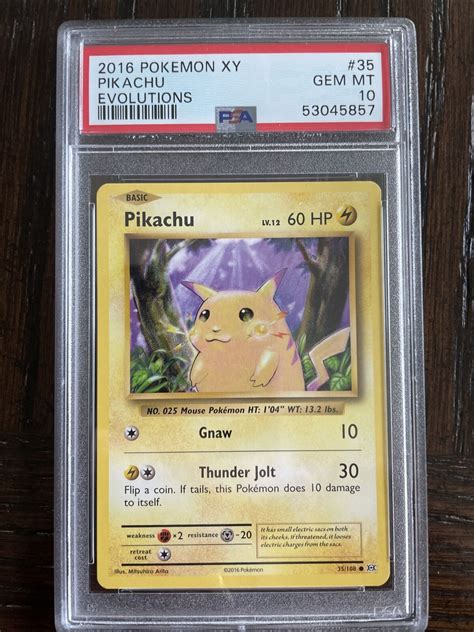 2016 POKEMON XY #35
PIKACHU GEM MT
EVOLUTIONS 10
PSA 53045857
BASIC
Pikachu LV.12 60 HP
NO. 025 Mouse Pokémon HT: 1'04" WT: 13.2 lbs.
Gnaw 10
Thunder Jolt 30
Flip a coin. If tails, this Pokémon does 10 damage
to itself.
weakness ×2 resistance -20
retreat
cost
It has small electric sacs on both
its cheeks. If threatened, it looses
electric charges from the sacs.
Illus. Mitsuhiro Arita ©2016 Pokémon 35/108